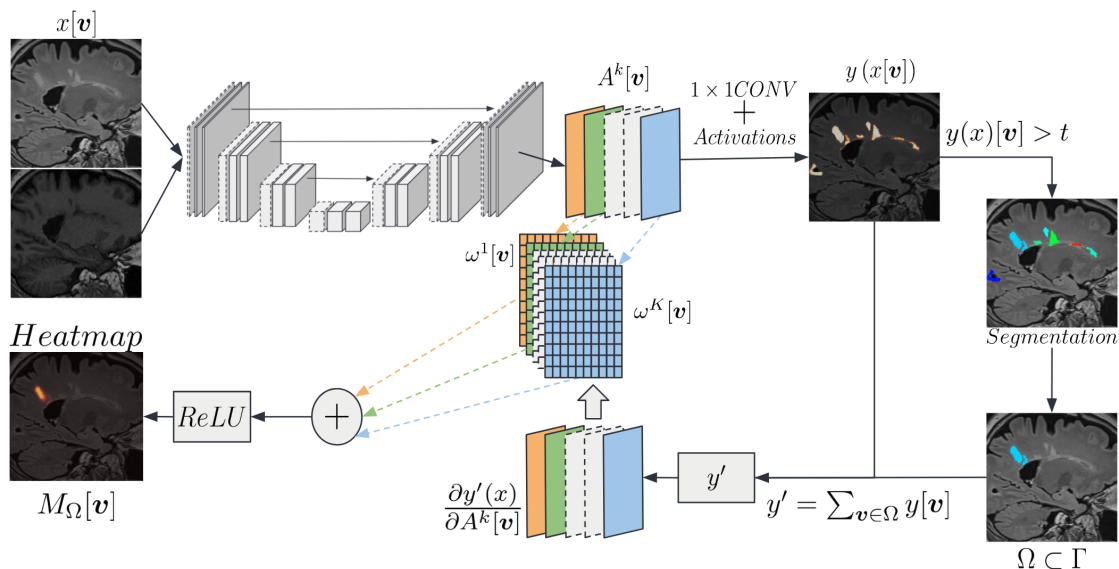 x[v]
A^k[v]
1 × 1CONV
+
Activations
y(x[v])
y(x)[v] > t
ω^1[v]
ω^K[v]
Segmentation
Heatmap
ReLU
+
M_Ω[v]
∂y'(x)
∂A^k[v]
y'
y' = ∑_{v∈Ω} y[v]
Ω ⊂ Γ